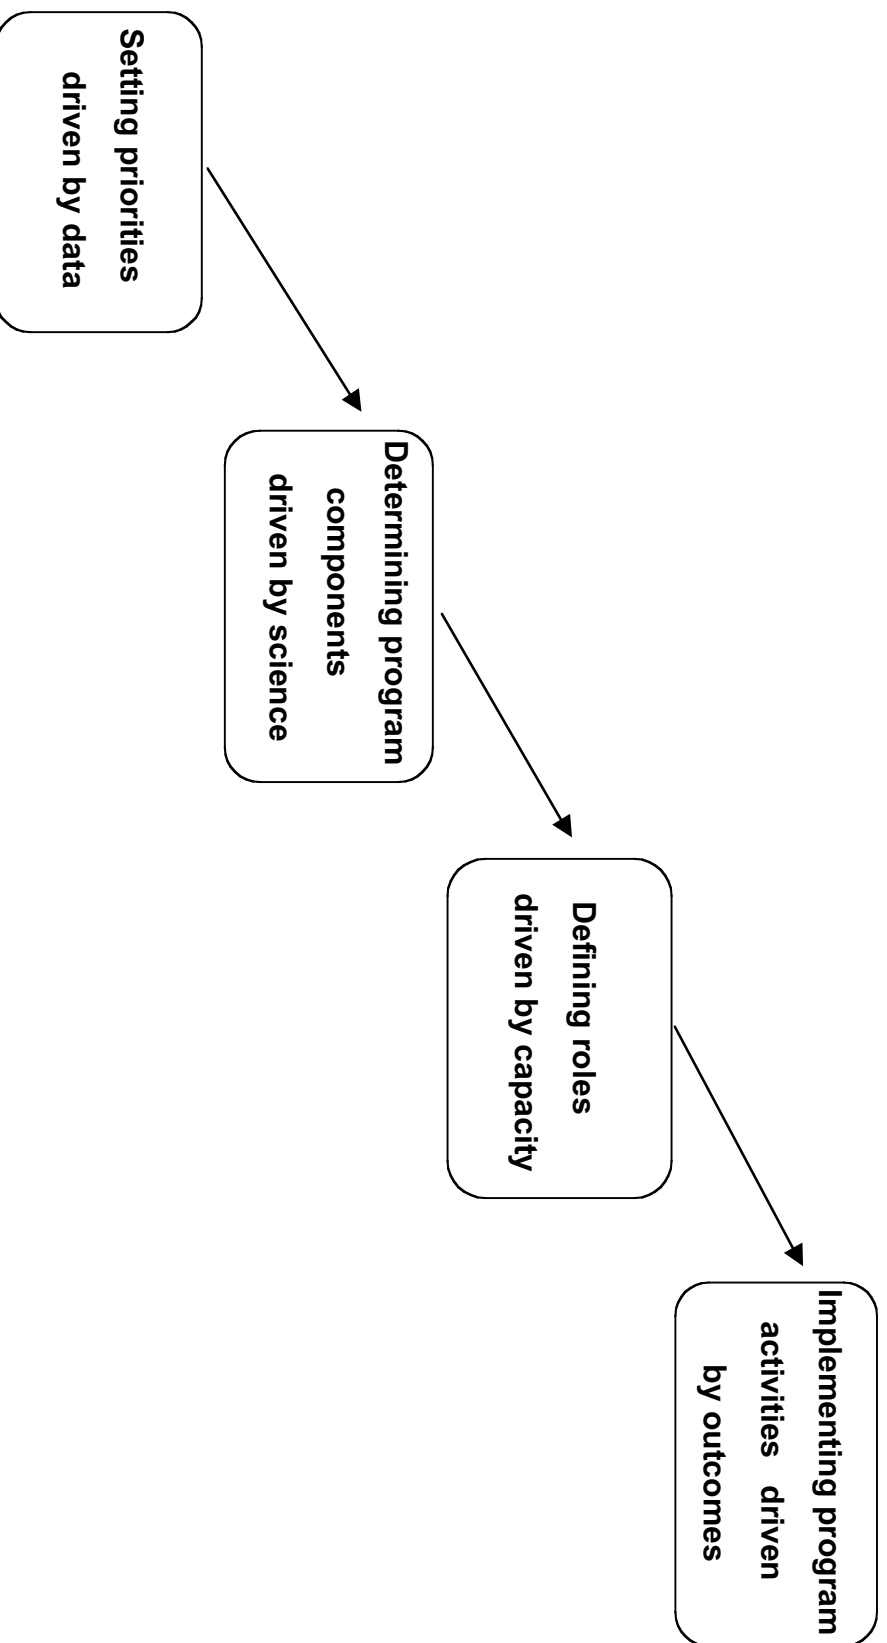 Setting priorities
driven by data
Determining program
components
driven by science
Defining roles
driven by capacity
Implementing program
activities driven
by outcomes